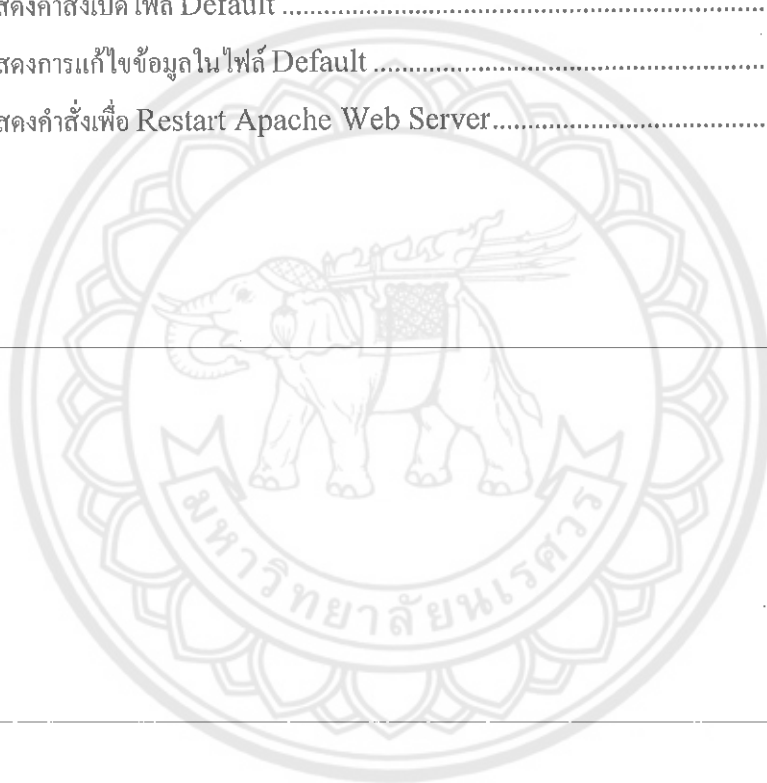 สดงคำสั่งเปิดไฟล์ Default ......................................................................
สดงการแก้ไขข้อมูลในไฟล์ Default ......................................................................
สดงคำสั่งเพื่อ Restart Apache Web Server..........................................
มหาวิทยาลัยนเรศวร